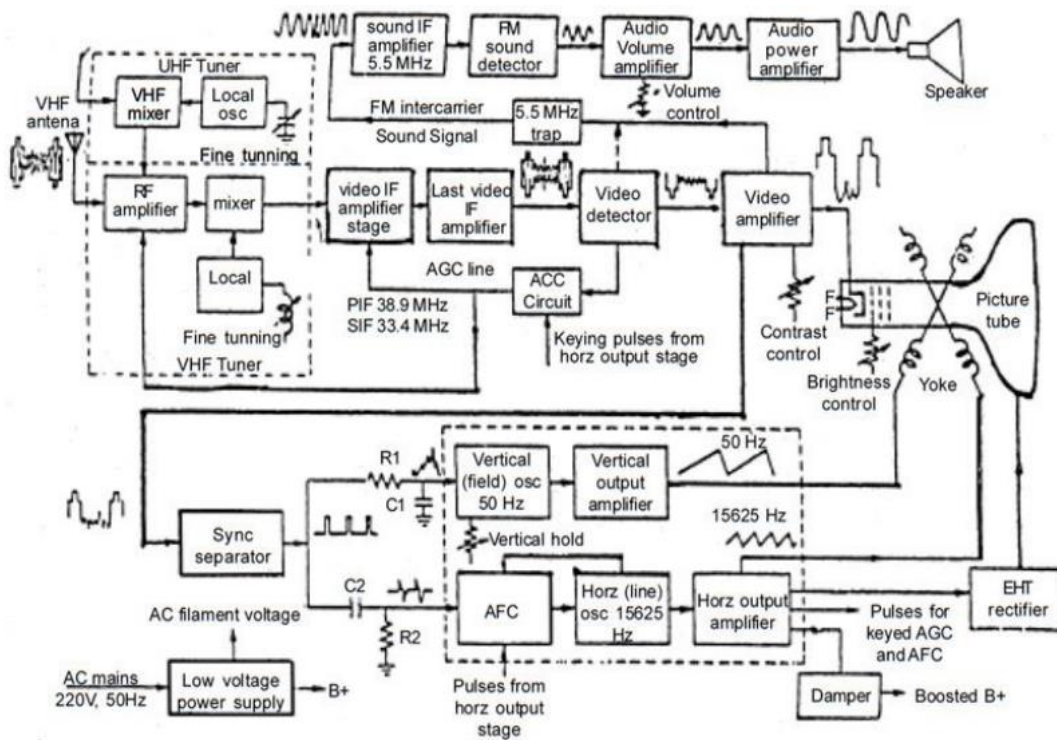 sound IF
amplifier
5.5 MHz
FM
sound
detector
Audio
Volume
amplifier
Audio
power
amplifier
Speaker
Volume
control
UHF Tuner
VHF
mixer
Local
osc
Fine tunning
FM intercarrier
Sound Signal
5.5 MHz
trap
VHF
antena
RF
amplifier
mixer
Local
Fine tunning
VHF Tuner
video IF
amplifier
stage
Last video
IF
amplifier
Video
detector
Video
amplifier
AGC line
PIF 38.9 MHz
SIF 33.4 MHz
ACC
Circuit
Keying pulses from
horz output stage
Contrast
control
F
F
Brightness
control
Yoke
Picture
tube
R1
C1
Vertical
(field) osc
50 Hz
Vertical
output
amplifier
50 Hz
Sync
separator
Vertical hold
15625 Hz
C2
R2
AFC
Horz (line)
osc 15625
Hz
Horz output
amplifier
EHT
rectifier
Pulses for
keyed AGC
and AFC
AC filament voltage
AC mains
220V, 50Hz
Low voltage
power supply
B+
Pulses from
horz output
stage
Damper
Boosted B+